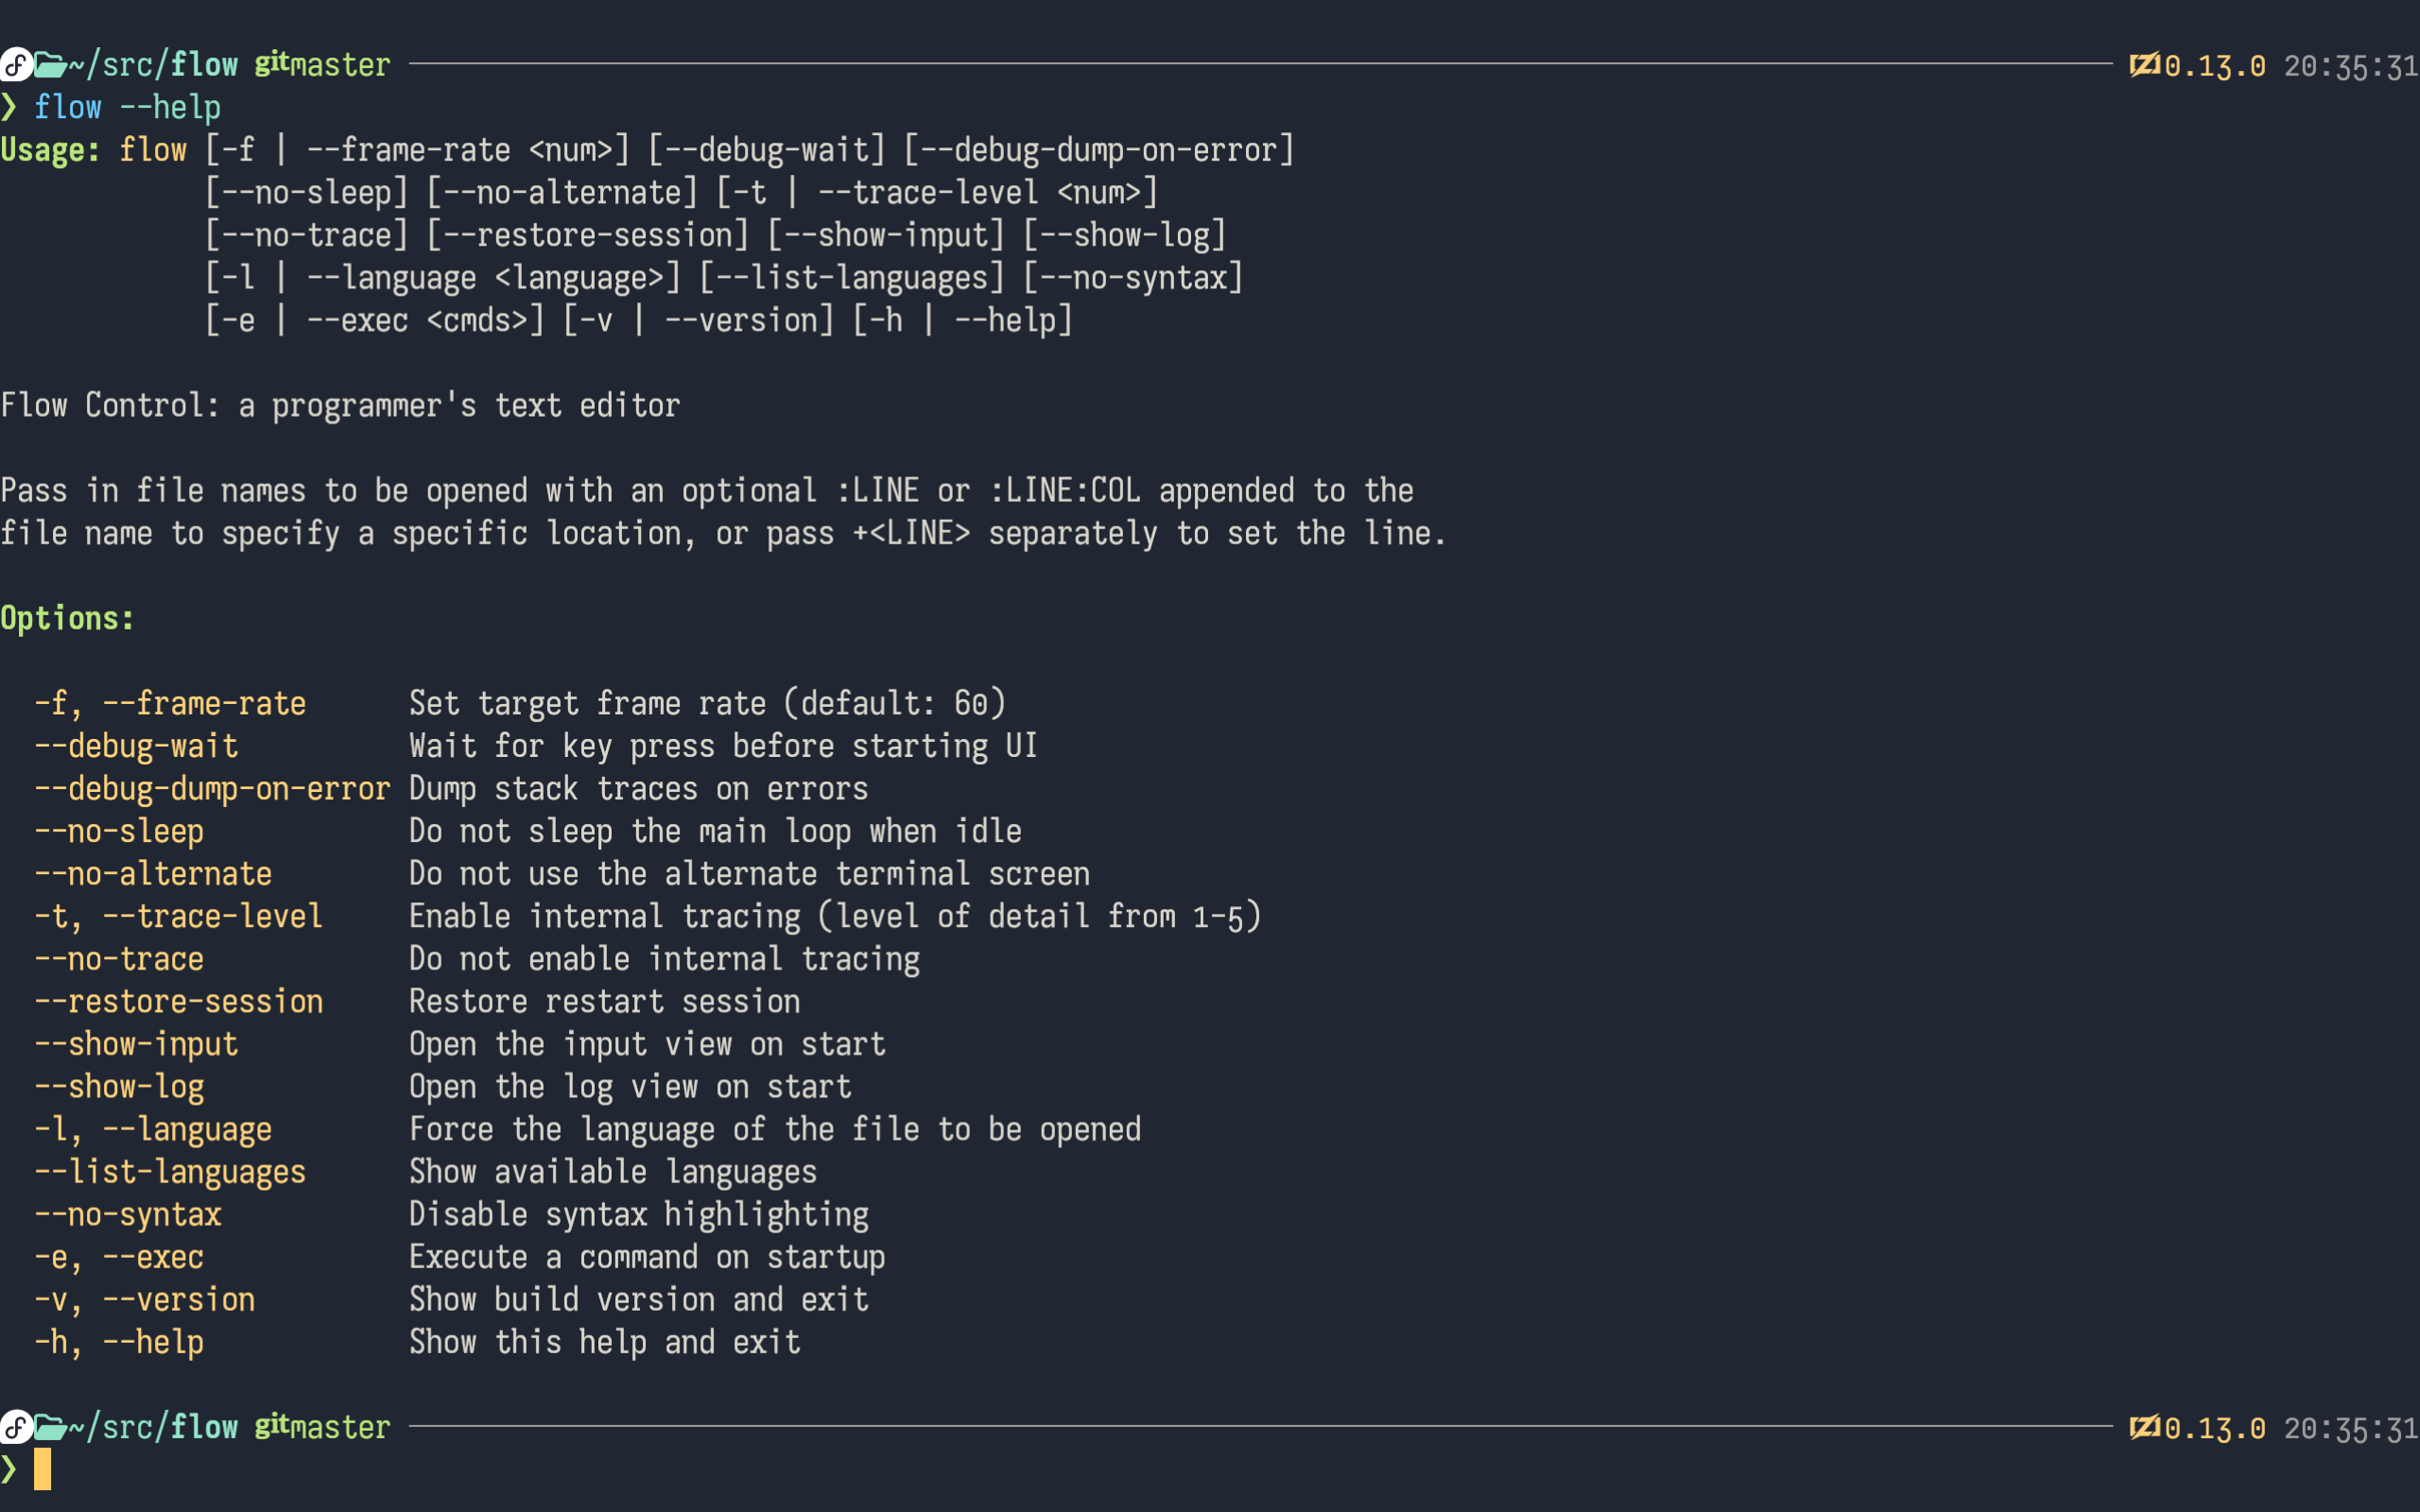 ~/src/flow gitmaster 0.13.0 20:35:31
❯ flow --help
Usage: flow [-f | --frame-rate <num>] [--debug-wait] [--debug-dump-on-error]
[--no-sleep] [--no-alternate] [-t | --trace-level <num>]
[--no-trace] [--restore-session] [--show-input] [--show-log]
[-l | --language <language>] [--list-languages] [--no-syntax]
[-e | --exec <cmds>] [-v | --version] [-h | --help]
Flow Control: a programmer's text editor
Pass in file names to be opened with an optional :LINE or :LINE:COL appended to the
file name to specify a specific location, or pass +<LINE> separately to set the line.
Options:
-f, --frame-rate Set target frame rate (default: 60)
--debug-wait Wait for key press before starting UI
--debug-dump-on-error Dump stack traces on errors
--no-sleep Do not sleep the main loop when idle
--no-alternate Do not use the alternate terminal screen
-t, --trace-level Enable internal tracing (level of detail from 1-5)
--no-trace Do not enable internal tracing
--restore-session Restore restart session
--show-input Open the input view on start
--show-log Open the log view on start
-l, --language Force the language of the file to be opened
--list-languages Show available languages
--no-syntax Disable syntax highlighting
-e, --exec Execute a command on startup
-v, --version Show build version and exit
-h, --help Show this help and exit
~/src/flow gitmaster 0.13.0 20:35:31
❯